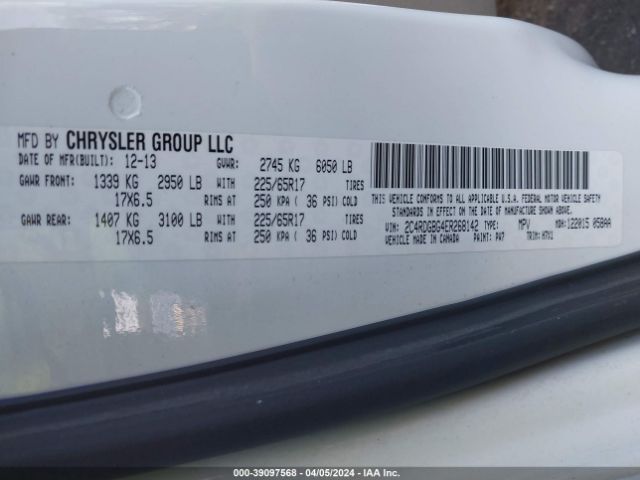 MFD BY CHRYSLER GROUP LLC
DATE OF MFR(BUILT): 12-13 GVWR: 2745 KG 6050 LB
GAWR FRONT: 1339 KG 2950 LB WITH 225/65R17 TIRES
17X6.5 RIMS AT 250 KPA ( 36 PSI) COLD
GAWR REAR: 1407 KG 3100 LB WITH 225/65R17 TIRES
17X6.5 RIMS AT 250 KPA ( 36 PSI) COLD
THIS VEHICLE CONFORMS TO ALL APPLICABLE U.S.A. FEDERAL MOTOR VEHICLE SAFETY
STANDARDS IN EFFECT ON THE DATE OF MANUFACTURE SHOWN ABOVE.
VIN: 2C4RDGBG4ER268142 TYPE: MPV MDH:122015 058AA
VEHICLE MADE IN CANADA PAINT: PW7 TRIM:
000-39097568 - 04/05/2024 - IAA Inc.